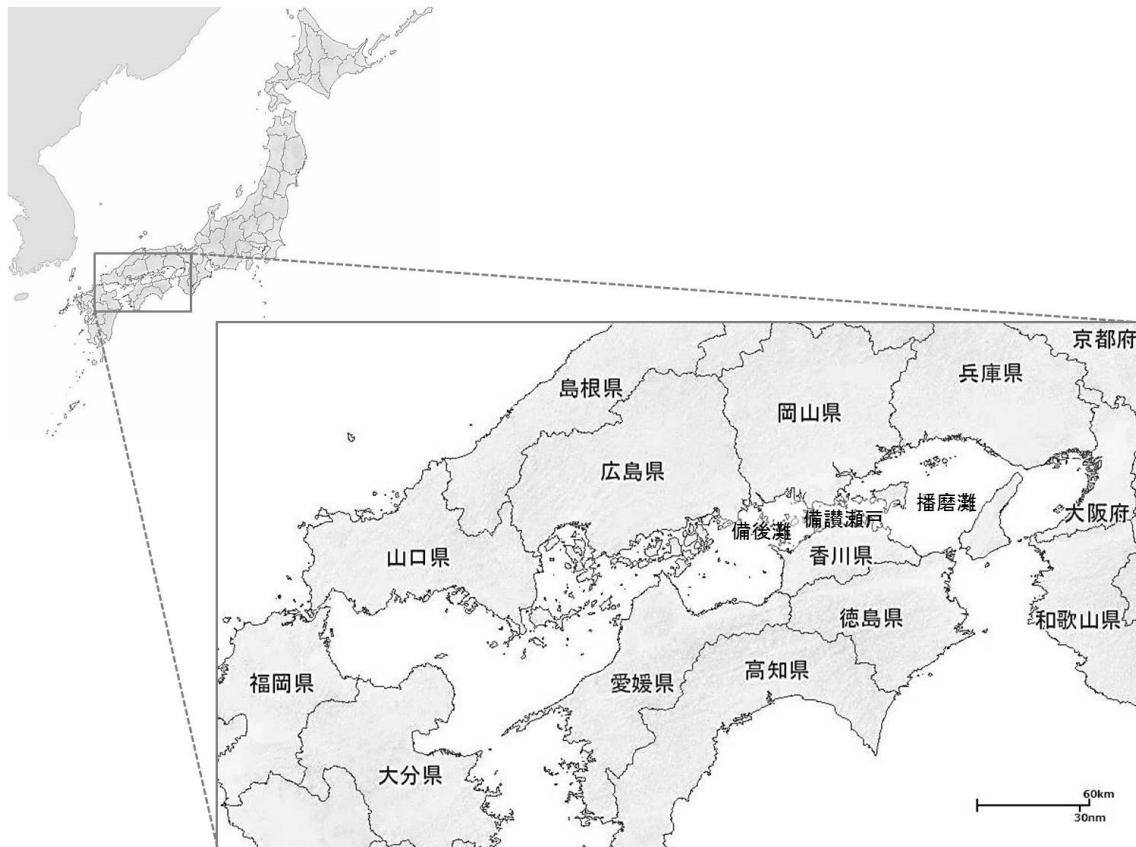 京都府
兵庫県
島根県
岡山県
広島県
播磨灘
大阪府
備讃瀬戸
備後灘
山口県
香川県
徳島県
和歌山県
高知県
福岡県
愛媛県
大分県
60km
30nm